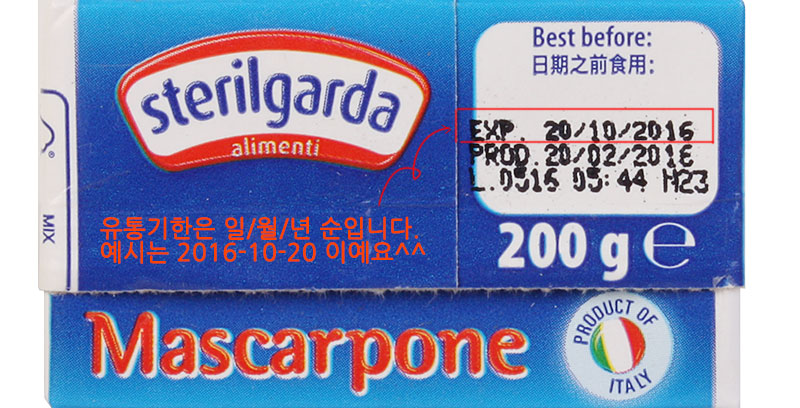 sterilgarda
alimenti
Best before:
日期之前食用:
EXP. 20/10/2016
PROD.20/02/2016
L.0515 05:44 M23
유통기한은 일/월/년 순입니다.
예시는 2016-10-20 이예요^^
MIX
200 g e
Mascarpone
PRODUCT OF
ITALY